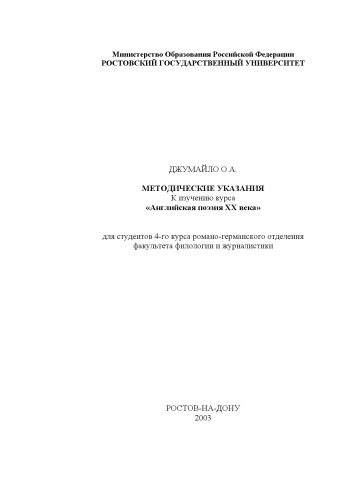 Министерство Образования Российской Федерации
РОСТОВСКИЙ ГОСУДАРСТВЕННЫЙ УНИВЕРСИТЕТ
ДЖУМАЙЛО О.А.
МЕТОДИЧЕСКИЕ УКАЗАНИЯ
К изучению курса
«Английская поэзия XX века»
для студентов 4-го курса романо-германского отделения
факультета филологии и журналистики
РОСТОВ-НА-ДОНУ
2003